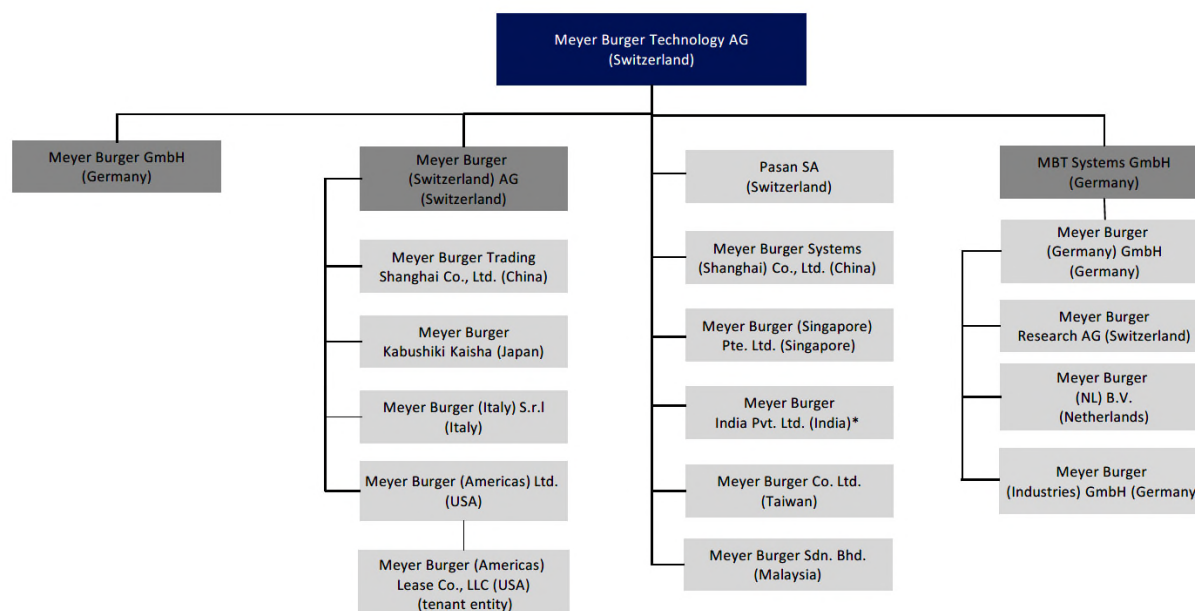 Meyer Burger Technology AG
(Switzerland)
Meyer Burger GmbH
(Germany)
Meyer Burger
(Switzerland) AG
(Switzerland)
Meyer Burger Trading
Shanghai Co., Ltd. (China)
Meyer Burger
Kabushiki Kaisha (Japan)
Meyer Burger (Italy) S.r.l
(Italy)
Meyer Burger (Americas) Ltd.
(USA)
Meyer Burger (Americas)
Lease Co., LLC (USA)
(tenant entity)
Pasan SA
(Switzerland)
Meyer Burger Systems
(Shanghai) Co., Ltd. (China)
Meyer Burger (Singapore)
Pte. Ltd. (Singapore)
Meyer Burger
India Pvt. Ltd. (India)*
Meyer Burger Co. Ltd.
(Taiwan)
Meyer Burger Sdn. Bhd.
(Malaysia)
MBT Systems GmbH
(Germany)
Meyer Burger
(Germany) GmbH
(Germany)
Meyer Burger
Research AG (Switzerland)
Meyer Burger
(NL) B.V.
(Netherlands)
Meyer Burger
(Industries) GmbH (Germany